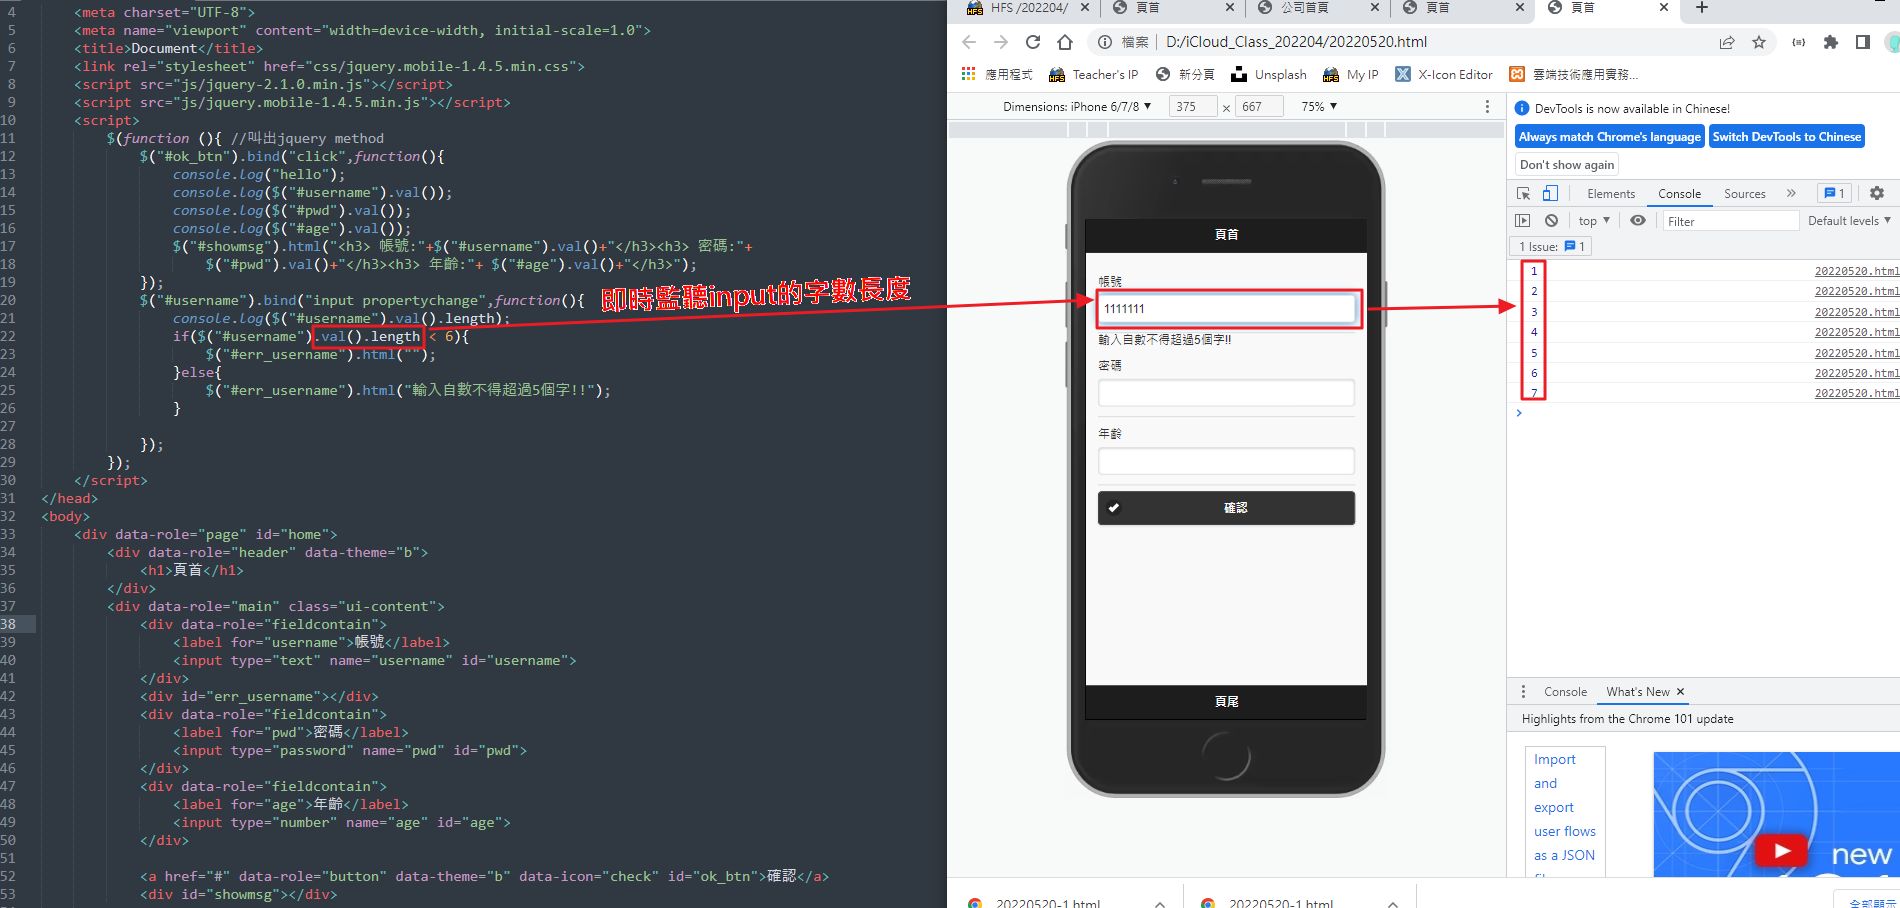 4 <meta charset="UTF-8">
5 <meta name="viewport" content="width=device-width, initial-scale=1.0">
6 <title>Document</title>
7 <link rel="stylesheet" href="css/jquery.mobile-1.4.5.min.css">
8 <script src="js/jquery-2.1.0.min.js"></script>
9 <script src="js/jquery.mobile-1.4.5.min.js"></script>
10 <script>
11 $(function (){ //叫出jquery method
12 $("#ok_btn").bind("click",function(){
13 console.log("hello");
14 console.log($("#username").val());
15 console.log($("#pwd").val());
16 console.log($("#age").val());
17 $("#showmsg").html("<h3> 帳號:"+$("#username").val()+"</h3><h3> 密碼:"+
18 $("#pwd").val()+"</h3><h3> 年齡:"+ $("#age").val()+"</h3>");
19 });
20 $("#username").bind("input propertychange",function(){
21 console.log($("#username").val().length);
22 if($("#username").val().length < 6){
23 $("#err_username").html("");
24 }else{
25 $("#err_username").html("輸入自數不得超過5個字!!");
26 }
27
28 });
29 });
30 </script>
31 </head>
32 <body>
33 <div data-role="page" id="home">
34 <div data-role="header" data-theme="b">
35 <h1>頁首</h1>
36 </div>
37 <div data-role="main" class="ui-content">
38 <div data-role="fieldcontain">
39 <label for="username">帳號</label>
40 <input type="text" name="username" id="username">
41 </div>
42 <div id="err_username"></div>
43 <div data-role="fieldcontain">
44 <label for="pwd">密碼</label>
45 <input type="password" name="pwd" id="pwd">
46 </div>
47 <div data-role="fieldcontain">
48 <label for="age">年齡</label>
49 <input type="number" name="age" id="age">
50 </div>
51
52 <a href="#" data-role="button" data-theme="b" data-icon="check" id="ok_btn">確認</a>
53 <div id="showmsg"></div>
即時監聽input的字數長度
HFS /202204/ 頁首 公司首頁 頁首 頁首
檔案 D:/iCloud_Class_202204/20220520.html
應用程式 Teacher's IP 新分頁 Unsplash My IP X-Icon Editor 雲端技術應用實務...
Dimensions: iPhone 6/7/8 ▼ 375 × 667 75% ▼
頁首
帳號
1111111
輸入自數不得超過5個字!!
密碼
年齡
確認
頁尾
DevTools is now available in Chinese!
Always match Chrome's language Switch DevTools to Chinese
Don't show again
Elements Console Sources » 1
top ▼ Filter Default levels ▼
1 Issue: 1
1 20220520.html
2 20220520.html
3 20220520.html
4 20220520.html
5 20220520.html
6 20220520.html
7 20220520.html
Console What's New
Highlights from the Chrome 101 update
Import
and
export
user flows
as a JSON
new
20220520-1.html 20220520-1.html 全部顯示